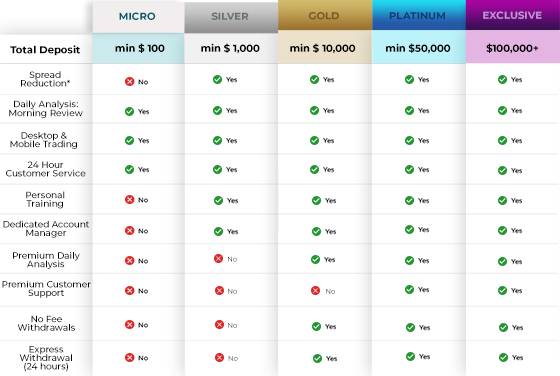 MICRO SILVER GOLD PLATINUM EXCLUSIVE
Total Deposit min $ 100 min $ 1,000 min $ 10,000 min $50,000 $100,000+
Spread
Reduction* No Yes Yes Yes Yes
Daily Analysis:
Morning Review Yes Yes Yes Yes Yes
Desktop &
Mobile Trading Yes Yes Yes Yes Yes
24 Hour
Customer Service Yes Yes Yes Yes Yes
Personal
Training No Yes Yes Yes Yes
Dedicated Account
Manager No Yes Yes Yes Yes
Premium Daily
Analysis No No Yes Yes Yes
Premium Customer
Support No No No Yes Yes
No Fee
Withdrawals No No Yes Yes Yes
Express
Withdrawal No No Yes Yes Yes
(24 hours)